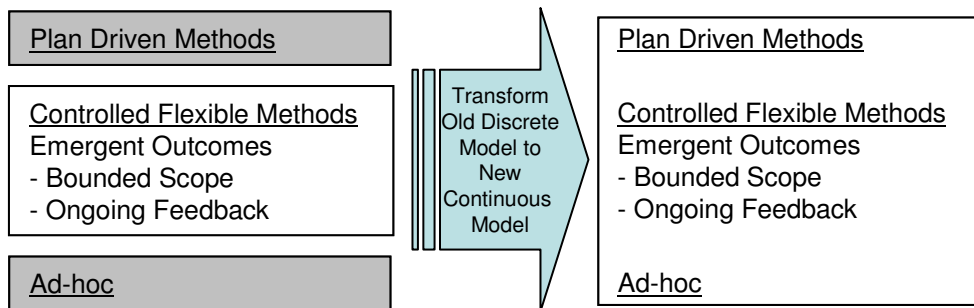 Plan Driven Methods
Controlled Flexible Methods
Emergent Outcomes
- Bounded Scope
- Ongoing Feedback
Ad-hoc
Transform
Old Discrete
Model to
New
Continuous
Model
Plan Driven Methods
Controlled Flexible Methods
Emergent Outcomes
- Bounded Scope
- Ongoing Feedback
Ad-hoc